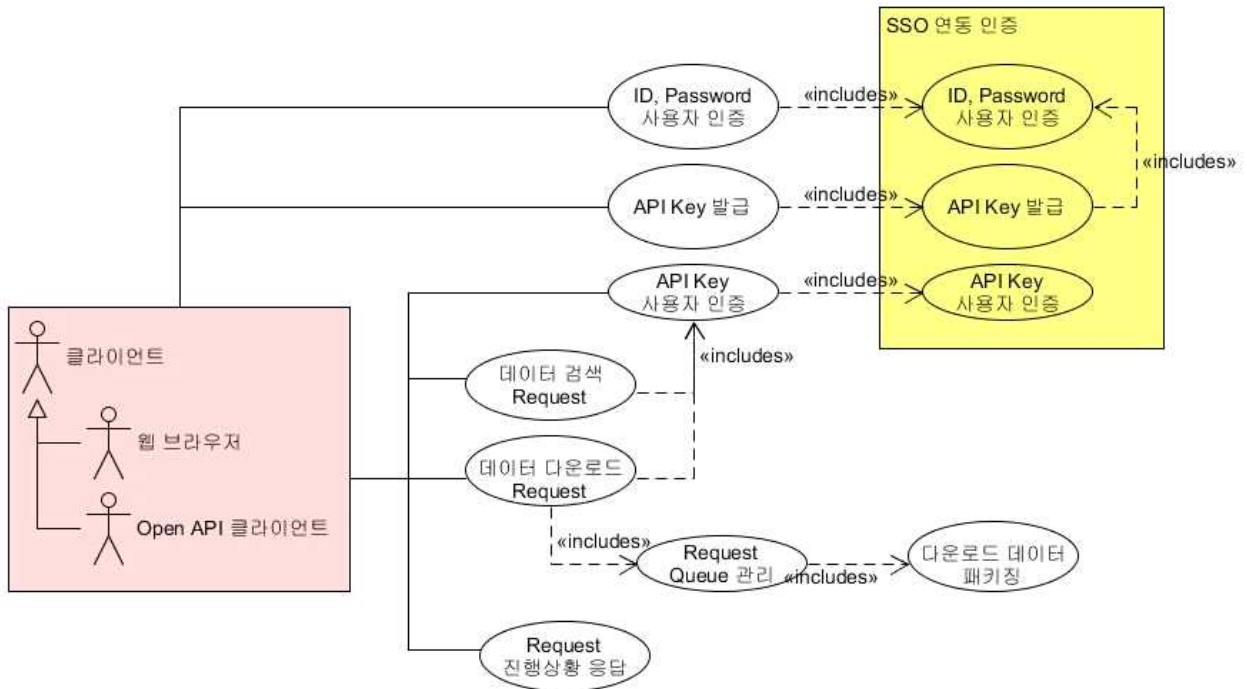 SSO 연동 인증
ID, Password
사용자 인증
«includes»
ID, Password
사용자 인증
«includes»
API Key 발급
«includes»
API Key 발급
API Key
사용자 인증
«includes»
API Key
사용자 인증
클라이언트
웹 브라우저
Open API 클라이언트
«includes»
데이터 검색
Request
데이터 다운로드
Request
«includes»
Request
Queue 관리
«includes»
다운로드 데이터
패키징
Request
진행상황 응답